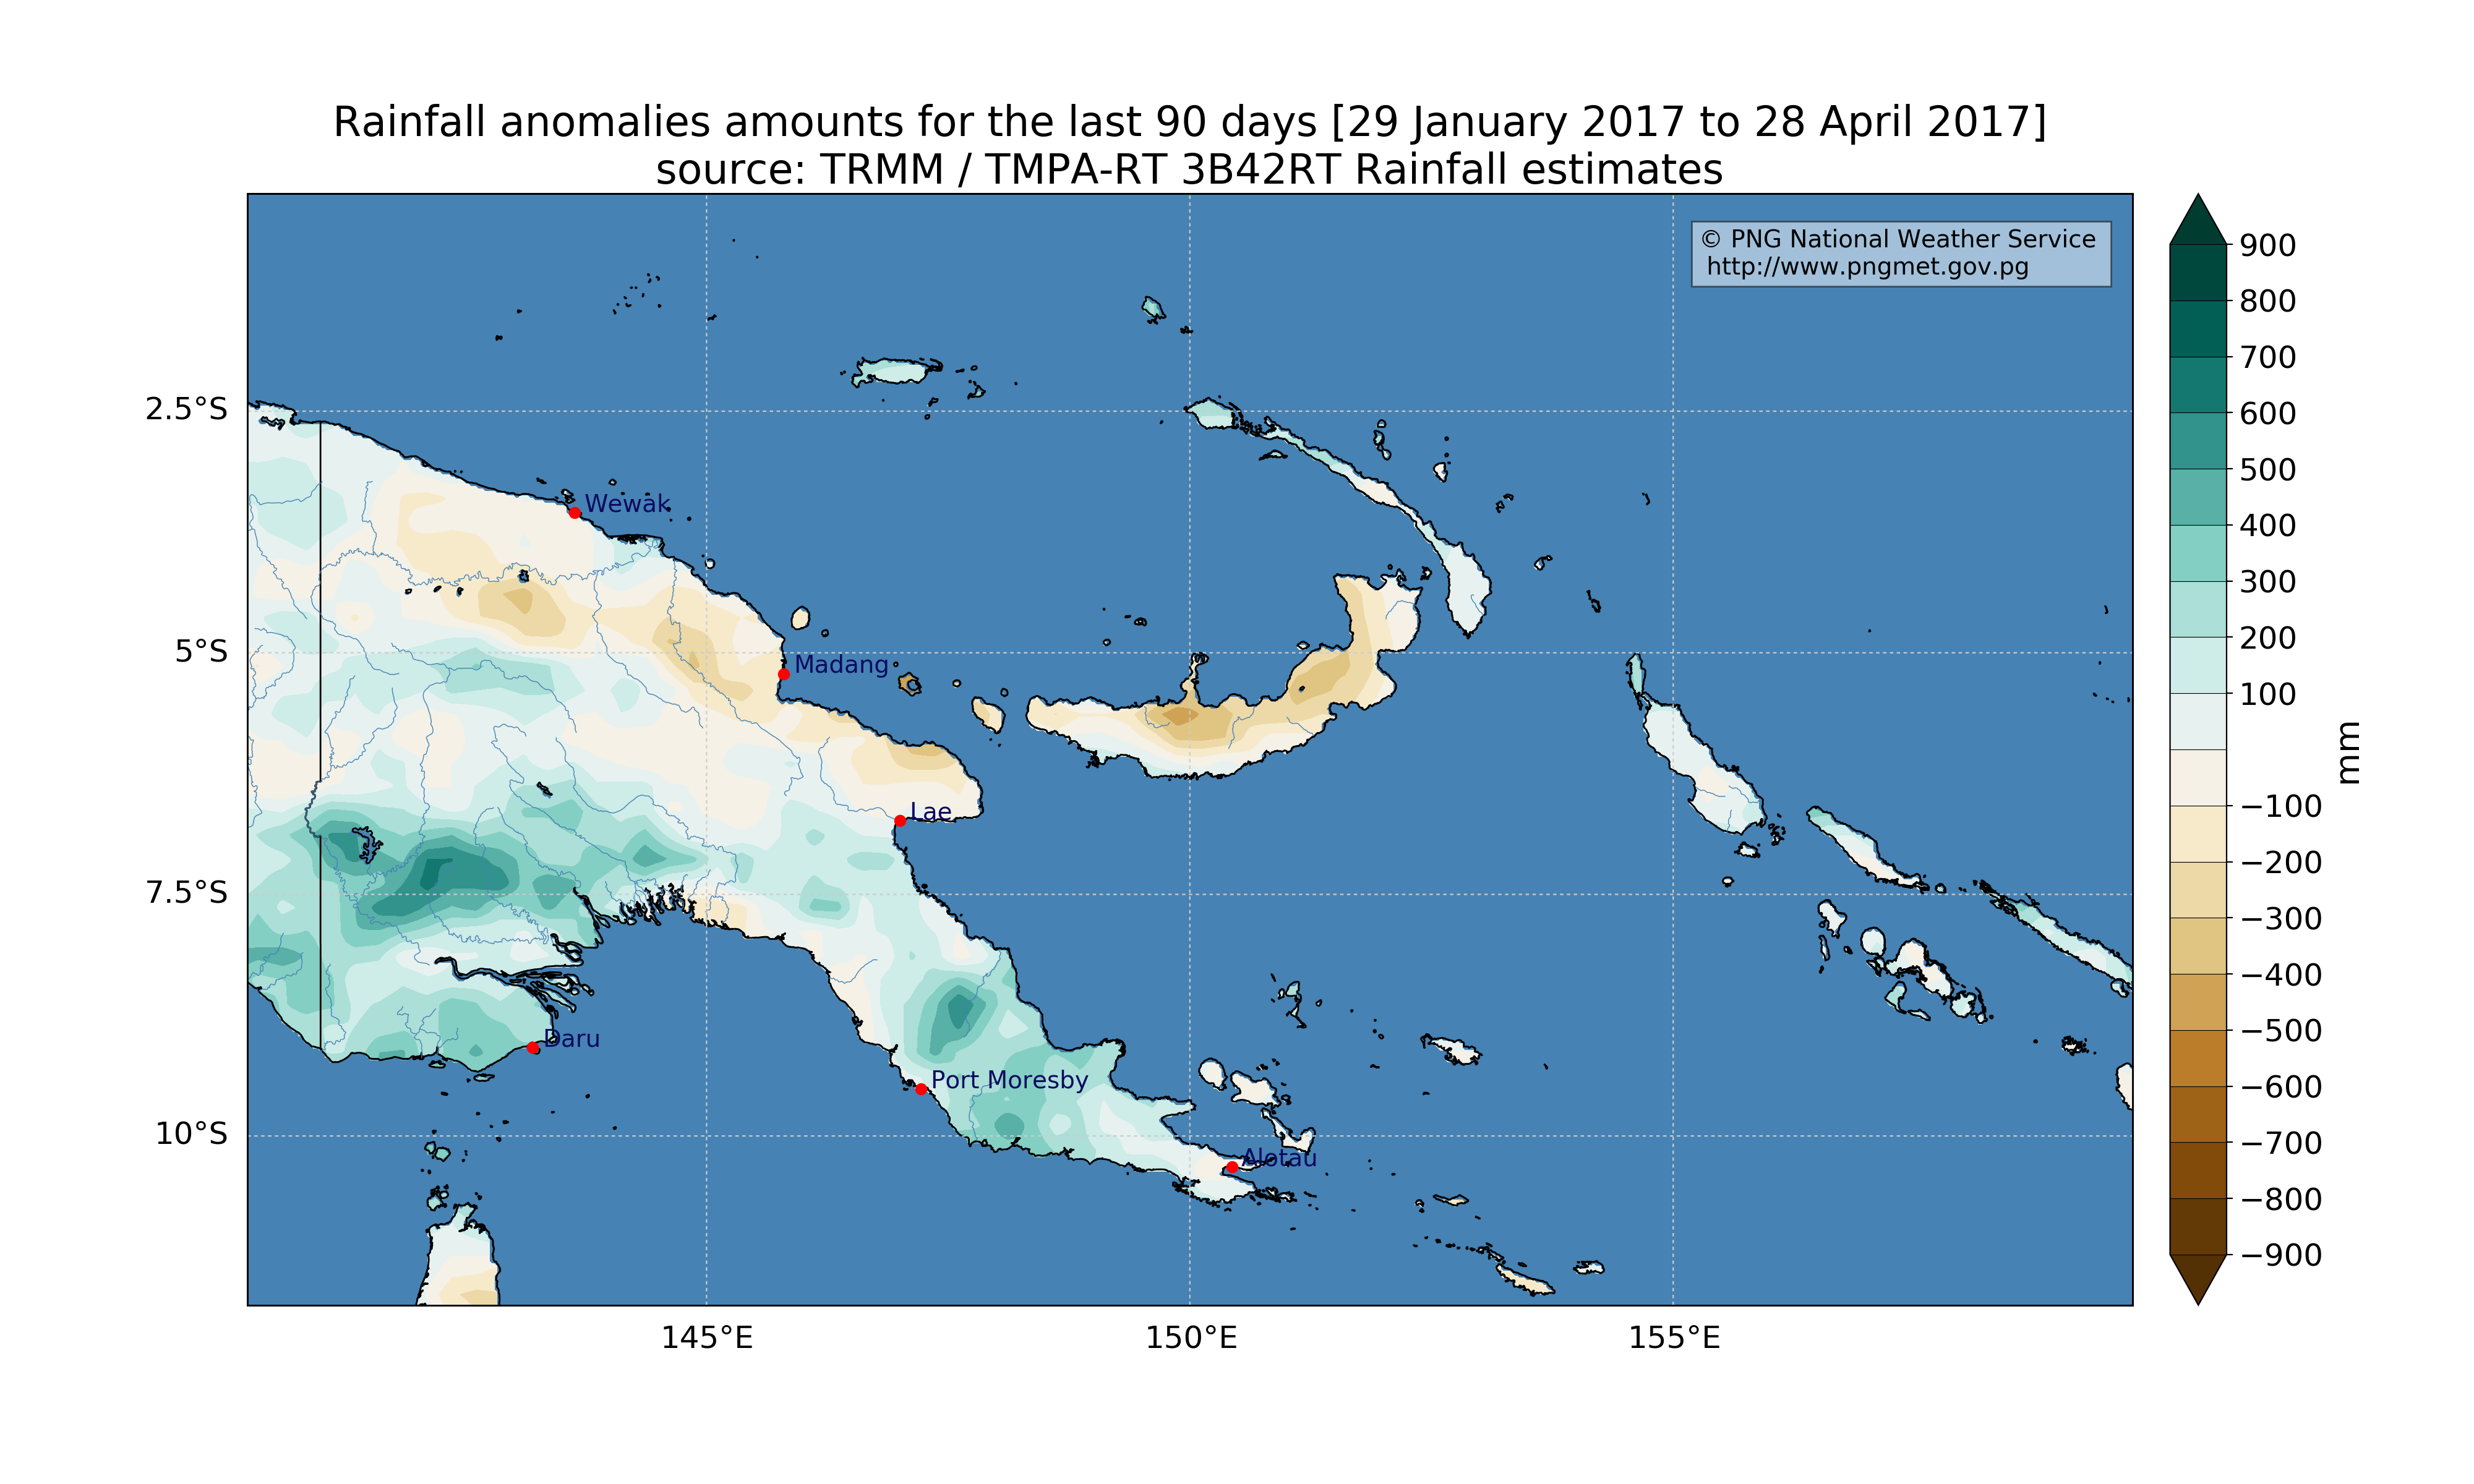 Rainfall anomalies amounts for the last 90 days [29 January 2017 to 28 April 2017]
source: TRMM / TMPA-RT 3B42RT Rainfall estimates
© PNG National Weather Service
http://www.pngmet.gov.pg
900
800
700
600
500
400
300
200
100
−100
−200
−300
−400
−500
−600
−700
−800
−900
mm
2.5°S
5°S
7.5°S
10°S
Wewak
Madang
Lae
Daru
Port Moresby
Alotau
145°E
150°E
155°E